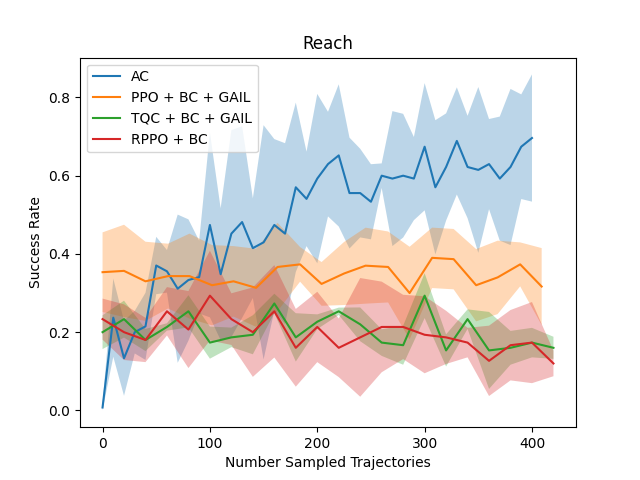 Reach
AC
PPO + BC + GAIL
TQC + BC + GAIL
RPPO + BC
Success Rate
0.8
0.6
0.4
0.2
0.0
0 100 200 300 400
Number Sampled Trajectories